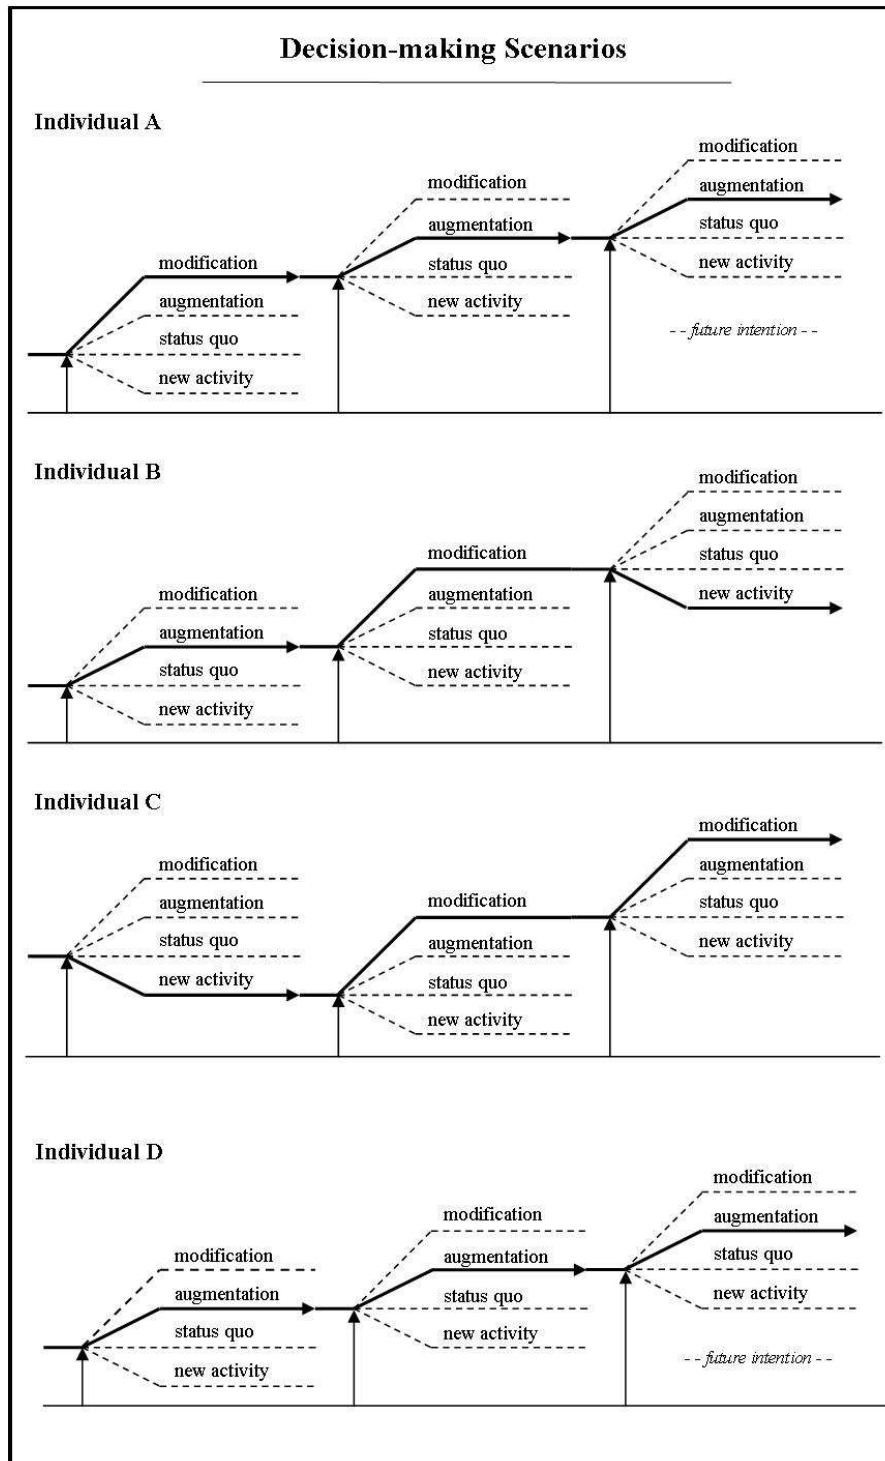 Decision-making Scenarios
Individual A
modification
augmentation
status quo
new activity
modification
augmentation
status quo
new activity
modification
augmentation
status quo
new activity
-- future intention --
Individual B
modification
augmentation
status quo
new activity
modification
augmentation
status quo
new activity
modification
augmentation
status quo
new activity
Individual C
modification
augmentation
status quo
new activity
modification
augmentation
status quo
new activity
modification
augmentation
status quo
new activity
Individual D
modification
augmentation
status quo
new activity
modification
augmentation
status quo
new activity
modification
augmentation
status quo
new activity
-- future intention --